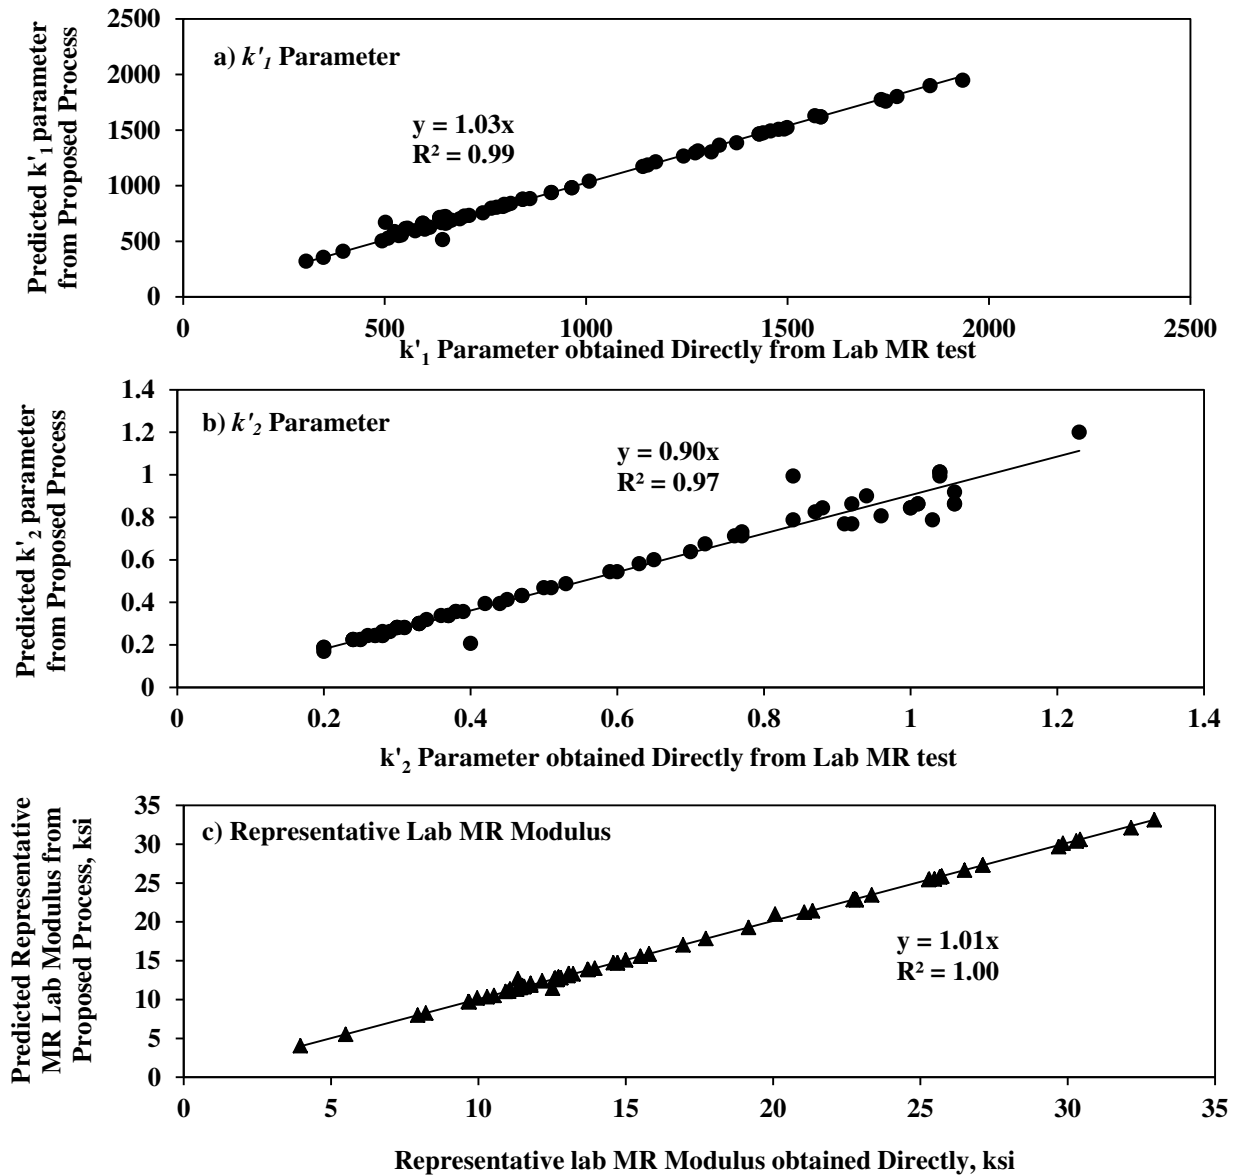 Predicted k'1 parameter
from Proposed Process
2500
2000
1500
1000
500
0
a) k'1 Parameter
y = 1.03x
R² = 0.99
0 500 1000 1500 2000 2500
k'1 Parameter obtained Directly from Lab MR test
Predicted k'2 parameter
from Proposed Process
1.4
1.2
1
0.8
0.6
0.4
0.2
0
b) k'2 Parameter
y = 0.90x
R² = 0.97
0 0.2 0.4 0.6 0.8 1 1.2 1.4
k'2 Parameter obtained Directly from Lab MR test
Predicted Representative
MR Lab Modulus from
Proposed Process, ksi
35
30
25
20
15
10
5
0
c) Representative Lab MR Modulus
y = 1.01x
R² = 1.00
0 5 10 15 20 25 30 35
Representative lab MR Modulus obtained Directly, ksi